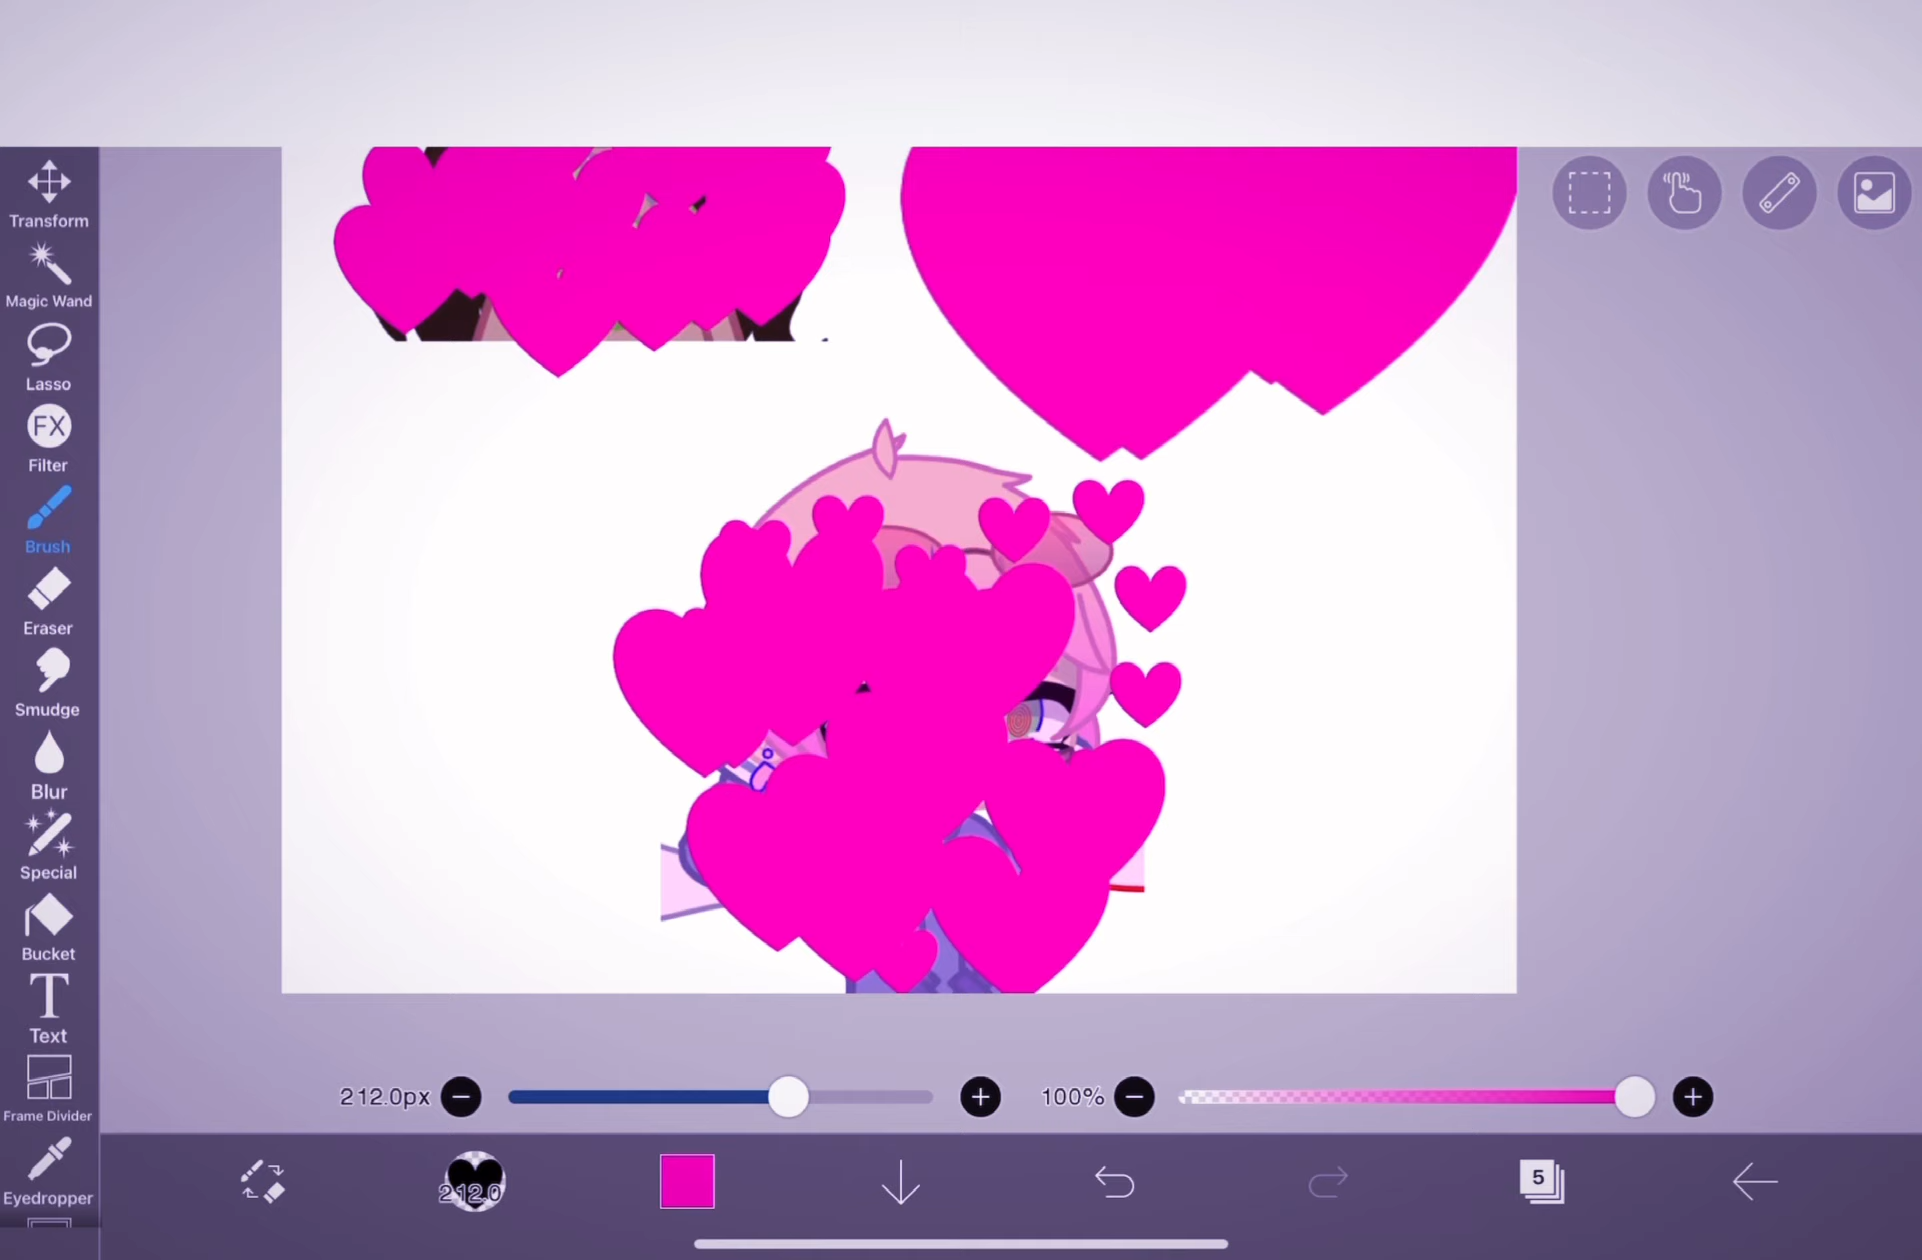 Transform
Magic Wand
Lasso
FX
Filter
Brush
Eraser
Smudge
Blur
Special
Bucket
T
Text
Frame Divider
Eyedropper
212.0px
100%
212.0
5